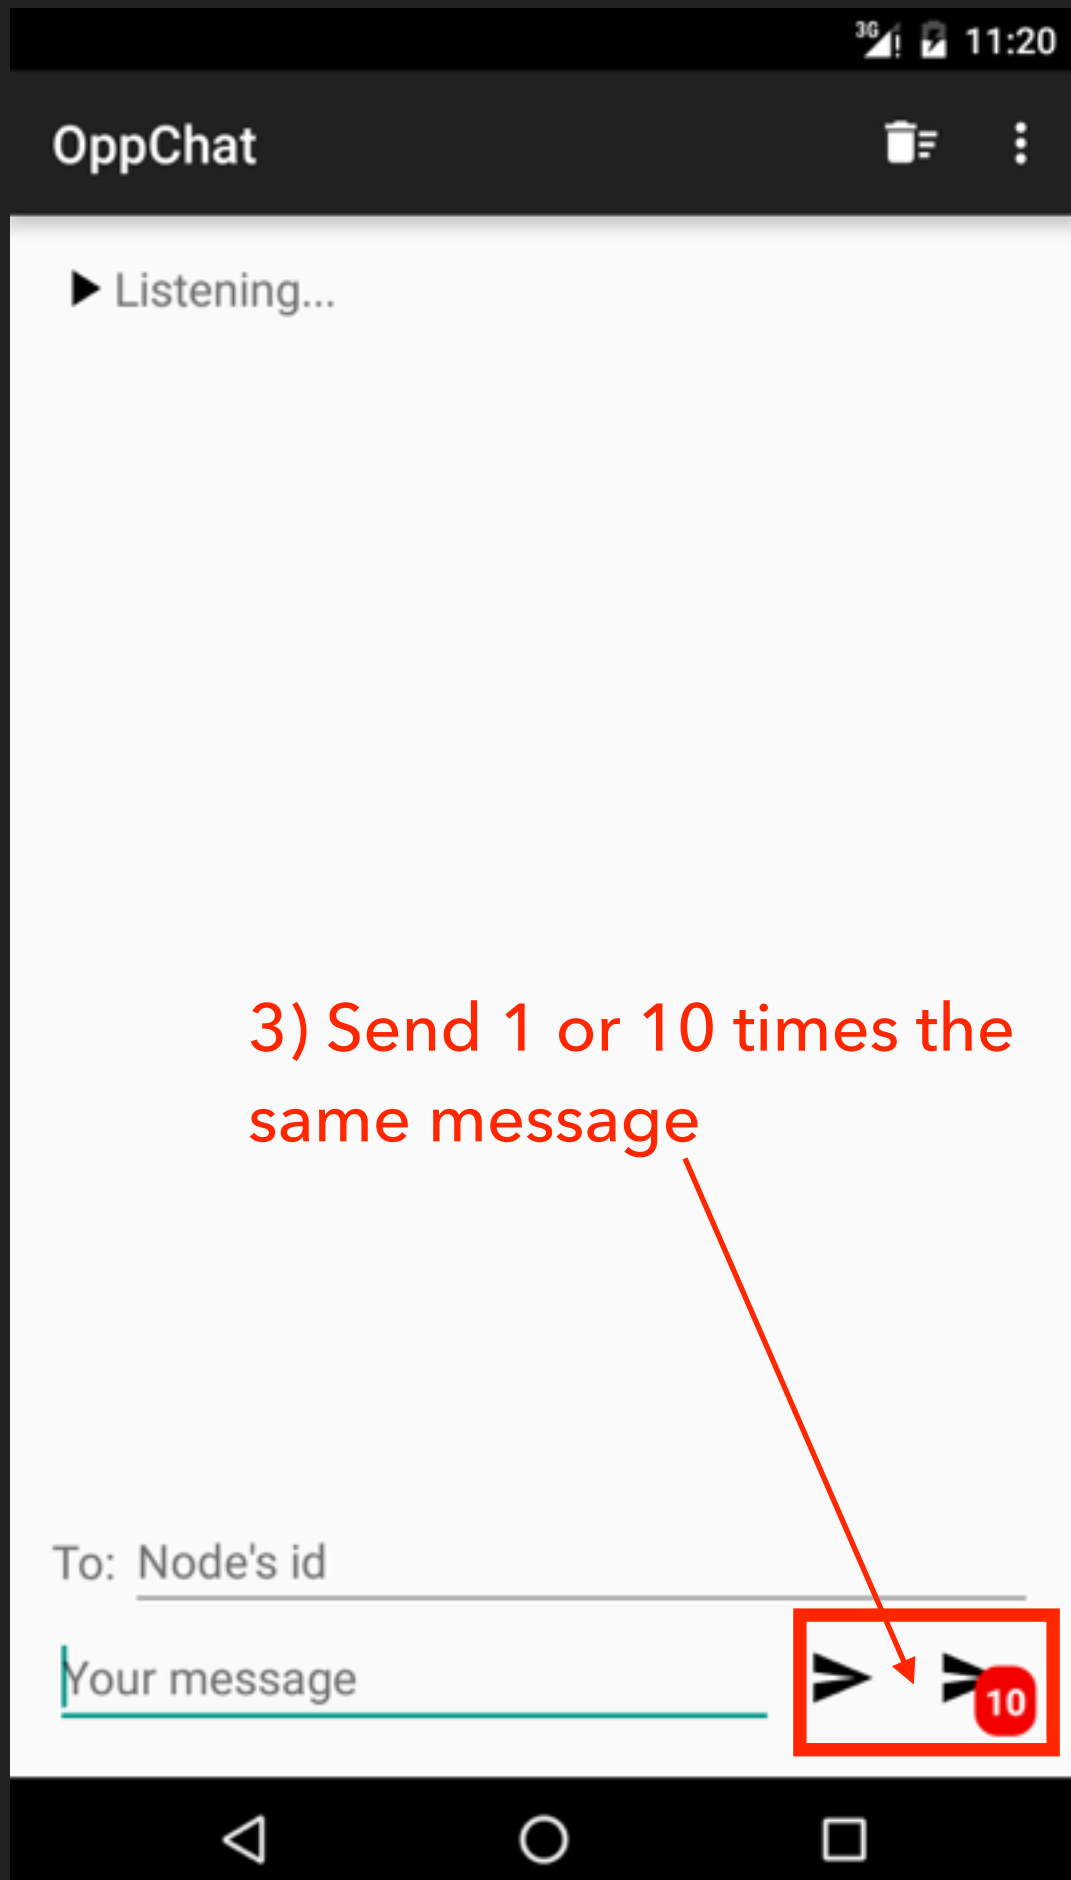 3G ! 11:20
OppChat
Listening...
3) Send 1 or 10 times the
same message
To: Node's id
Your message
10